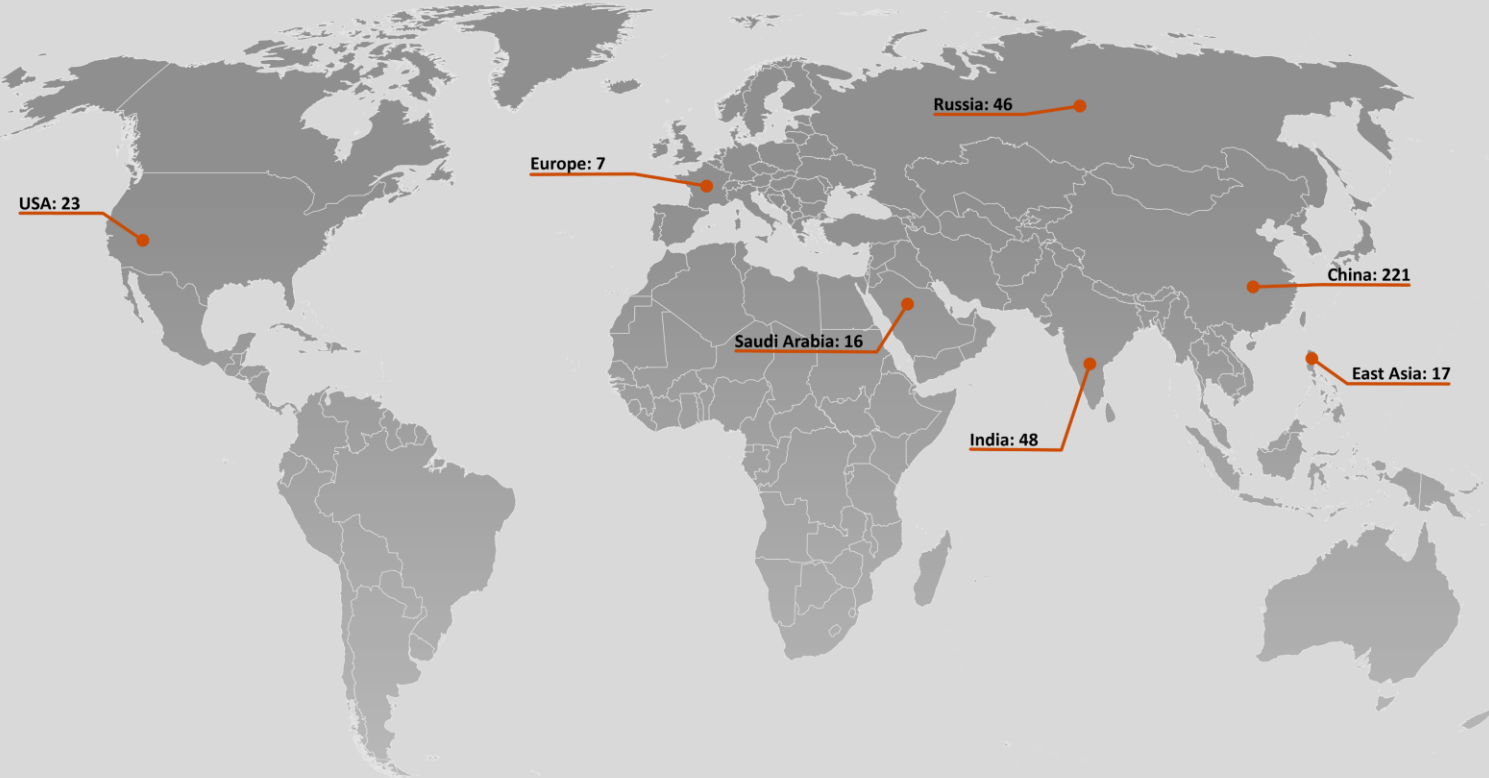 Russia: 46
Europe: 7
USA: 23
China: 221
Saudi Arabia: 16
East Asia: 17
India: 48